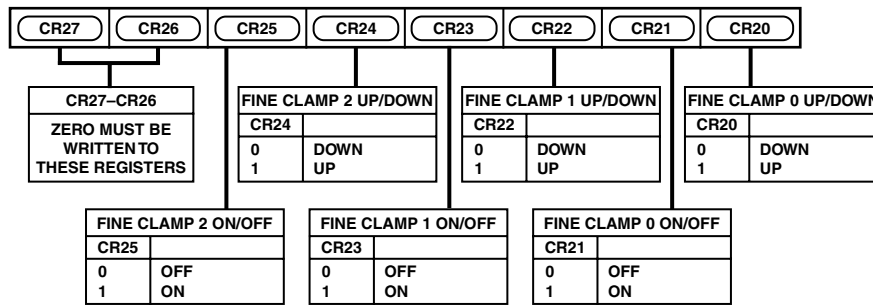 CR27 CR26 CR25 CR24 CR23 CR22 CR21 CR20
CR27–CR26
ZERO MUST BE
WRITTEN TO
THESE REGISTERS
FINE CLAMP 2 UP/DOWN
CR24
0 DOWN
1 UP
FINE CLAMP 1 UP/DOWN
CR22
0 DOWN
1 UP
FINE CLAMP 0 UP/DOWN
CR20
0 DOWN
1 UP
FINE CLAMP 2 ON/OFF
CR25
0 OFF
1 ON
FINE CLAMP 1 ON/OFF
CR23
0 OFF
1 ON
FINE CLAMP 0 ON/OFF
CR21
0 OFF
1 ON